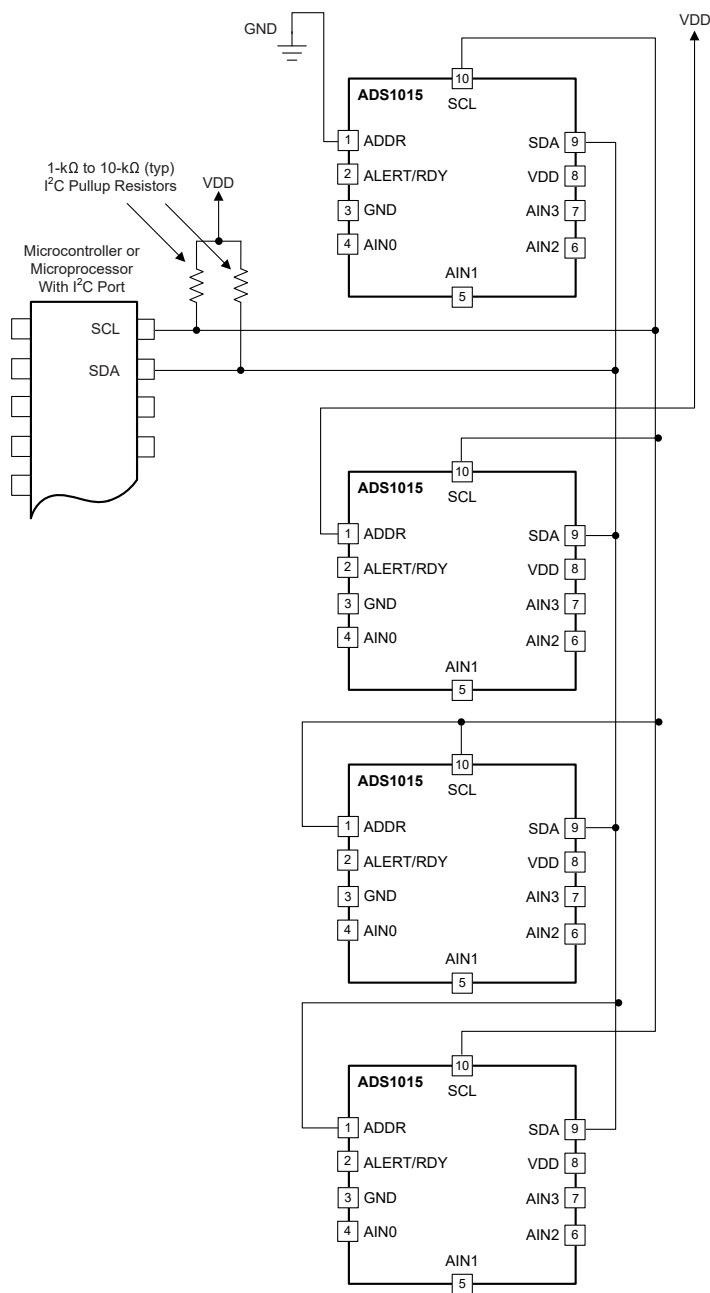 GND
VDD
10
ADS1015
SCL
1 ADDR
SDA 9
2 ALERT/RDY
VDD 8
3 GND
AIN3 7
4 AIN0
AIN2 6
AIN1
5
1-kΩ to 10-kΩ (typ)
I²C Pullup Resistors
VDD
Microcontroller or
Microprocessor
With I²C Port
SCL
SDA
10
ADS1015
SCL
1 ADDR
SDA 9
2 ALERT/RDY
VDD 8
3 GND
AIN3 7
4 AIN0
AIN2 6
AIN1
5
10
ADS1015
SCL
1 ADDR
SDA 9
2 ALERT/RDY
VDD 8
3 GND
AIN3 7
4 AIN0
AIN2 6
AIN1
5
10
ADS1015
SCL
1 ADDR
SDA 9
2 ALERT/RDY
VDD 8
3 GND
AIN3 7
4 AIN0
AIN2 6
AIN1
5